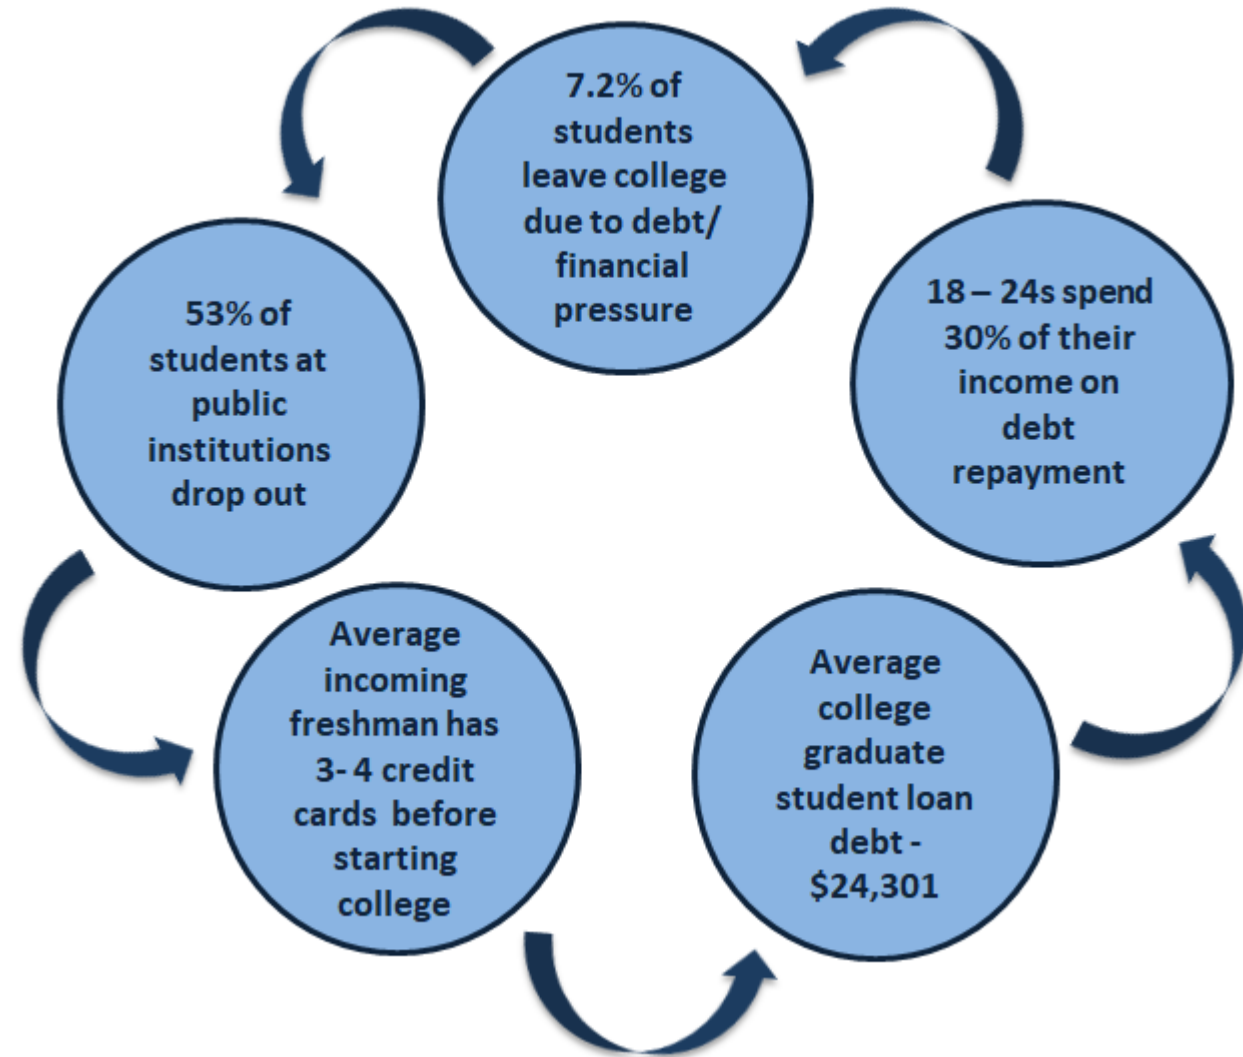 7.2% of
students
leave college
due to debt/
financial
pressure
53% of
students at
public
institutions
drop out
18 – 24s spend
30% of their
income on
debt
repayment
Average
incoming
freshman has
3- 4 credit
cards before
starting
college
Average
college
graduate
student loan
debt -
$24,301